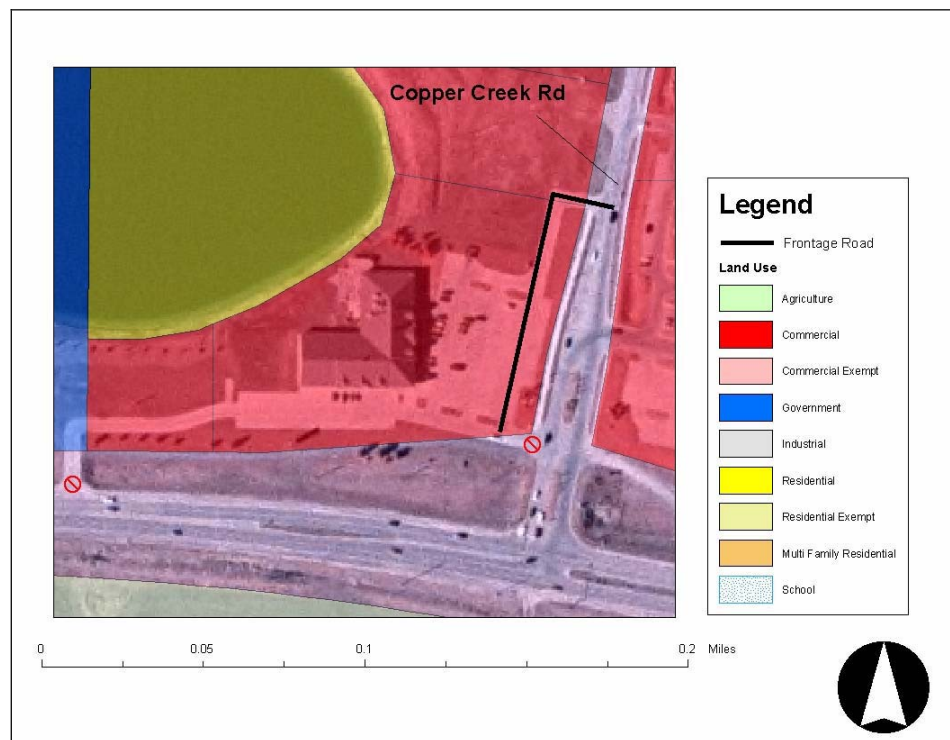 Copper Creek Rd
Legend
Frontage Road
Land Use
Agriculture
Commercial
Commercial Exempt
Government
Industrial
Residential
Residential Exempt
Multi Family Residential
School
0 0.05 0.1 0.2 Miles